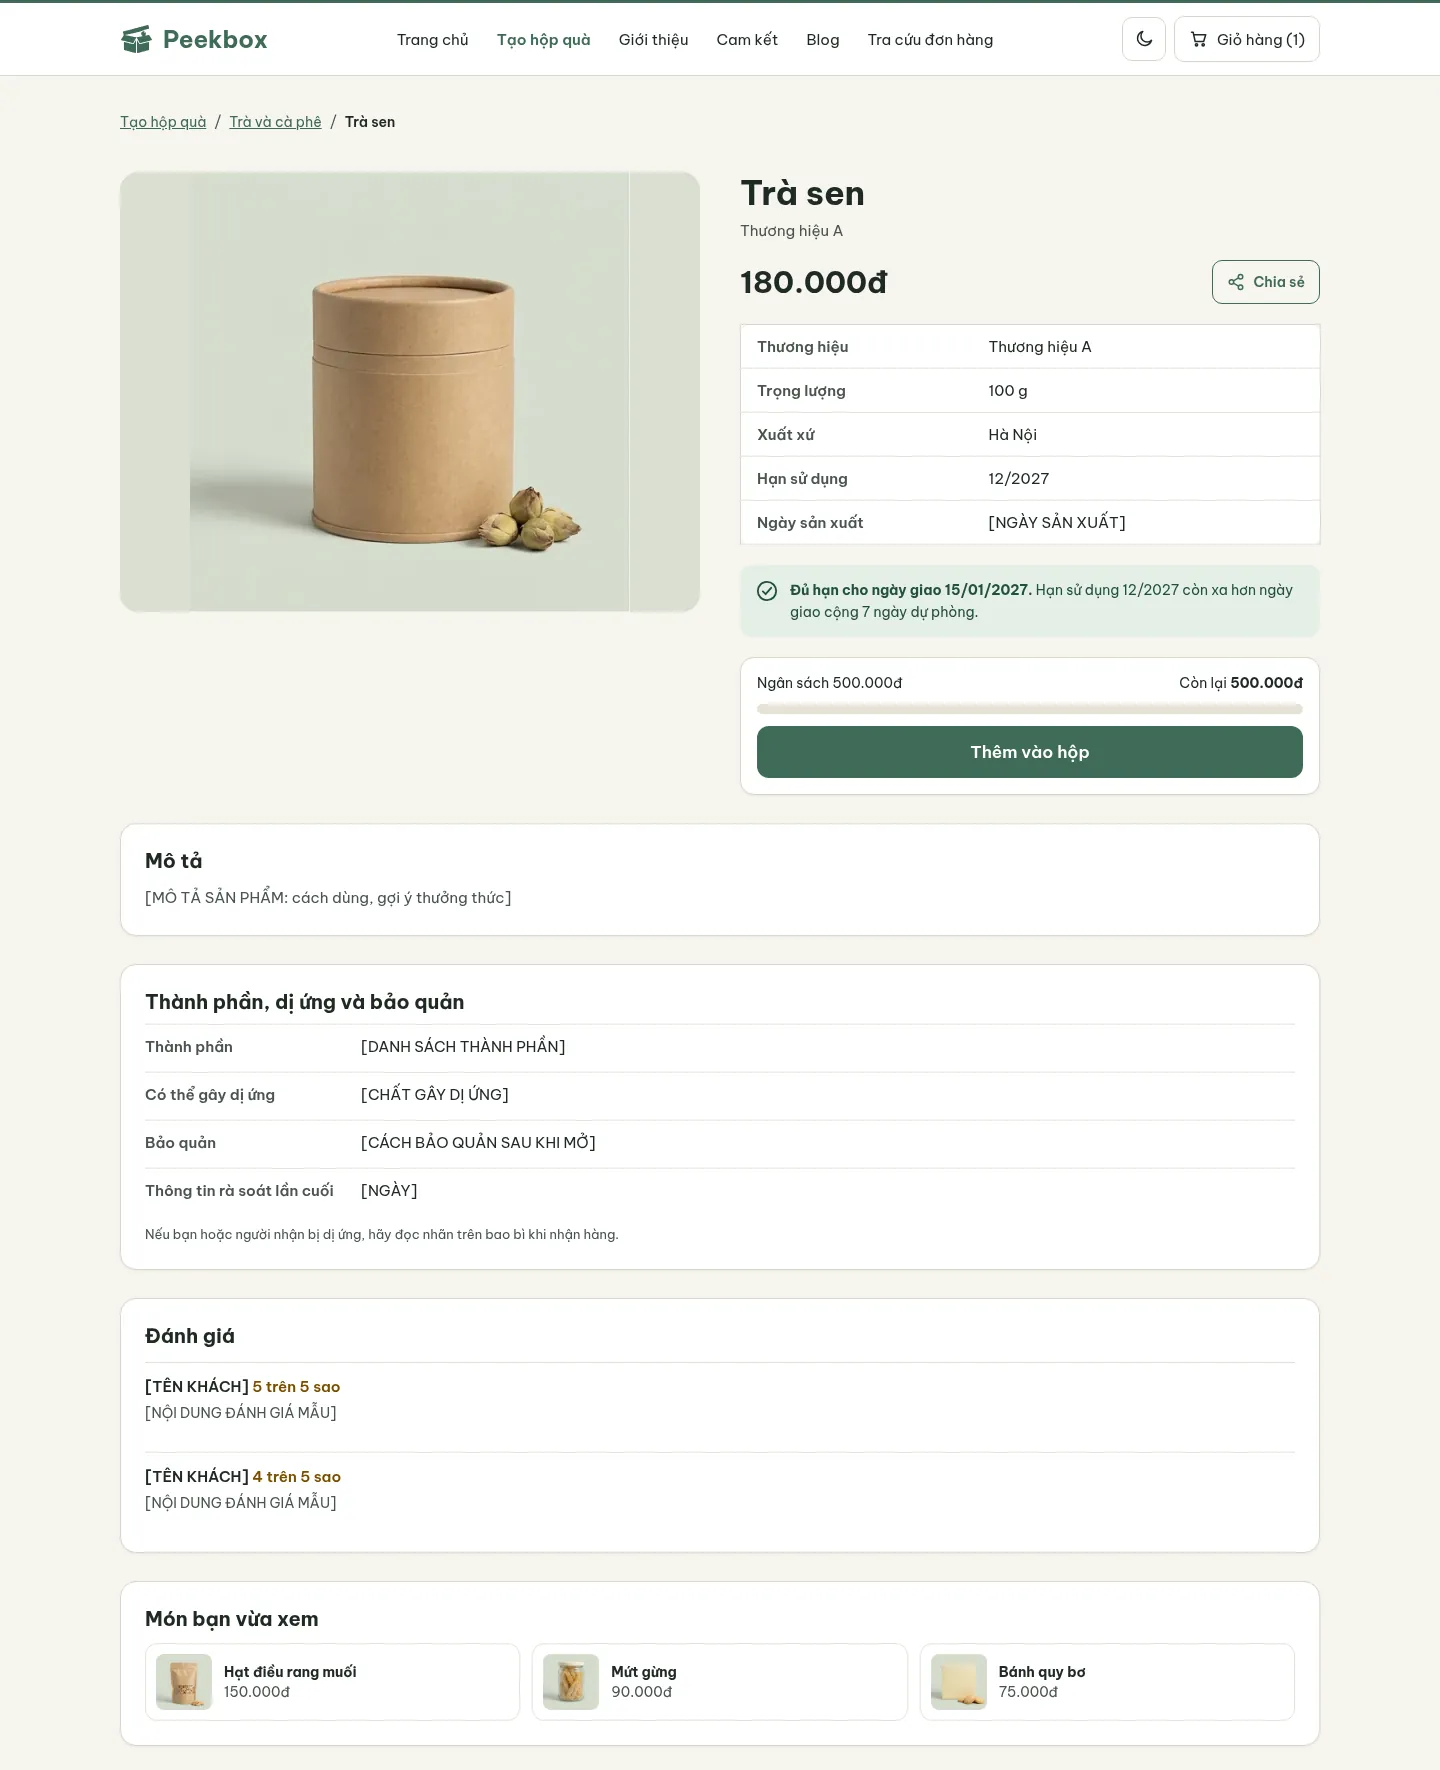 Peekbox
Trang chủ
Tạo hộp quà
Giới thiệu
Cam kết
Blog
Tra cứu đơn hàng
Giỏ hàng (1)
Tạo hộp quà / Trà và cà phê / Trà sen
Trà sen
Thương hiệu A
180.000đ
Chia sẻ
Thương hiệu Thương hiệu A
Trọng lượng 100 g
Xuất xứ Hà Nội
Hạn sử dụng 12/2027
Ngày sản xuất [NGÀY SẢN XUẤT]
Đủ hạn cho ngày giao 15/01/2027. Hạn sử dụng 12/2027 còn xa hơn ngày
giao cộng 7 ngày dự phòng.
Ngân sách 500.000đ Còn lại 500.000đ
Thêm vào hộp
Mô tả
[MÔ TẢ SẢN PHẨM: cách dùng, gợi ý thưởng thức]
Thành phần, dị ứng và bảo quản
Thành phần [DANH SÁCH THÀNH PHẦN]
Có thể gây dị ứng [CHẤT GÂY DỊ ỨNG]
Bảo quản [CÁCH BẢO QUẢN SAU KHI MỞ]
Thông tin rà soát lần cuối [NGÀY]
Nếu bạn hoặc người nhận bị dị ứng, hãy đọc nhãn trên bao bì khi nhận hàng.
Đánh giá
[TÊN KHÁCH] 5 trên 5 sao
[NỘI DUNG ĐÁNH GIÁ MẪU]
[TÊN KHÁCH] 4 trên 5 sao
[NỘI DUNG ĐÁNH GIÁ MẪU]
Món bạn vừa xem
Hạt điều rang muối
150.000đ
Mứt gừng
90.000đ
Bánh quy bơ
75.000đ